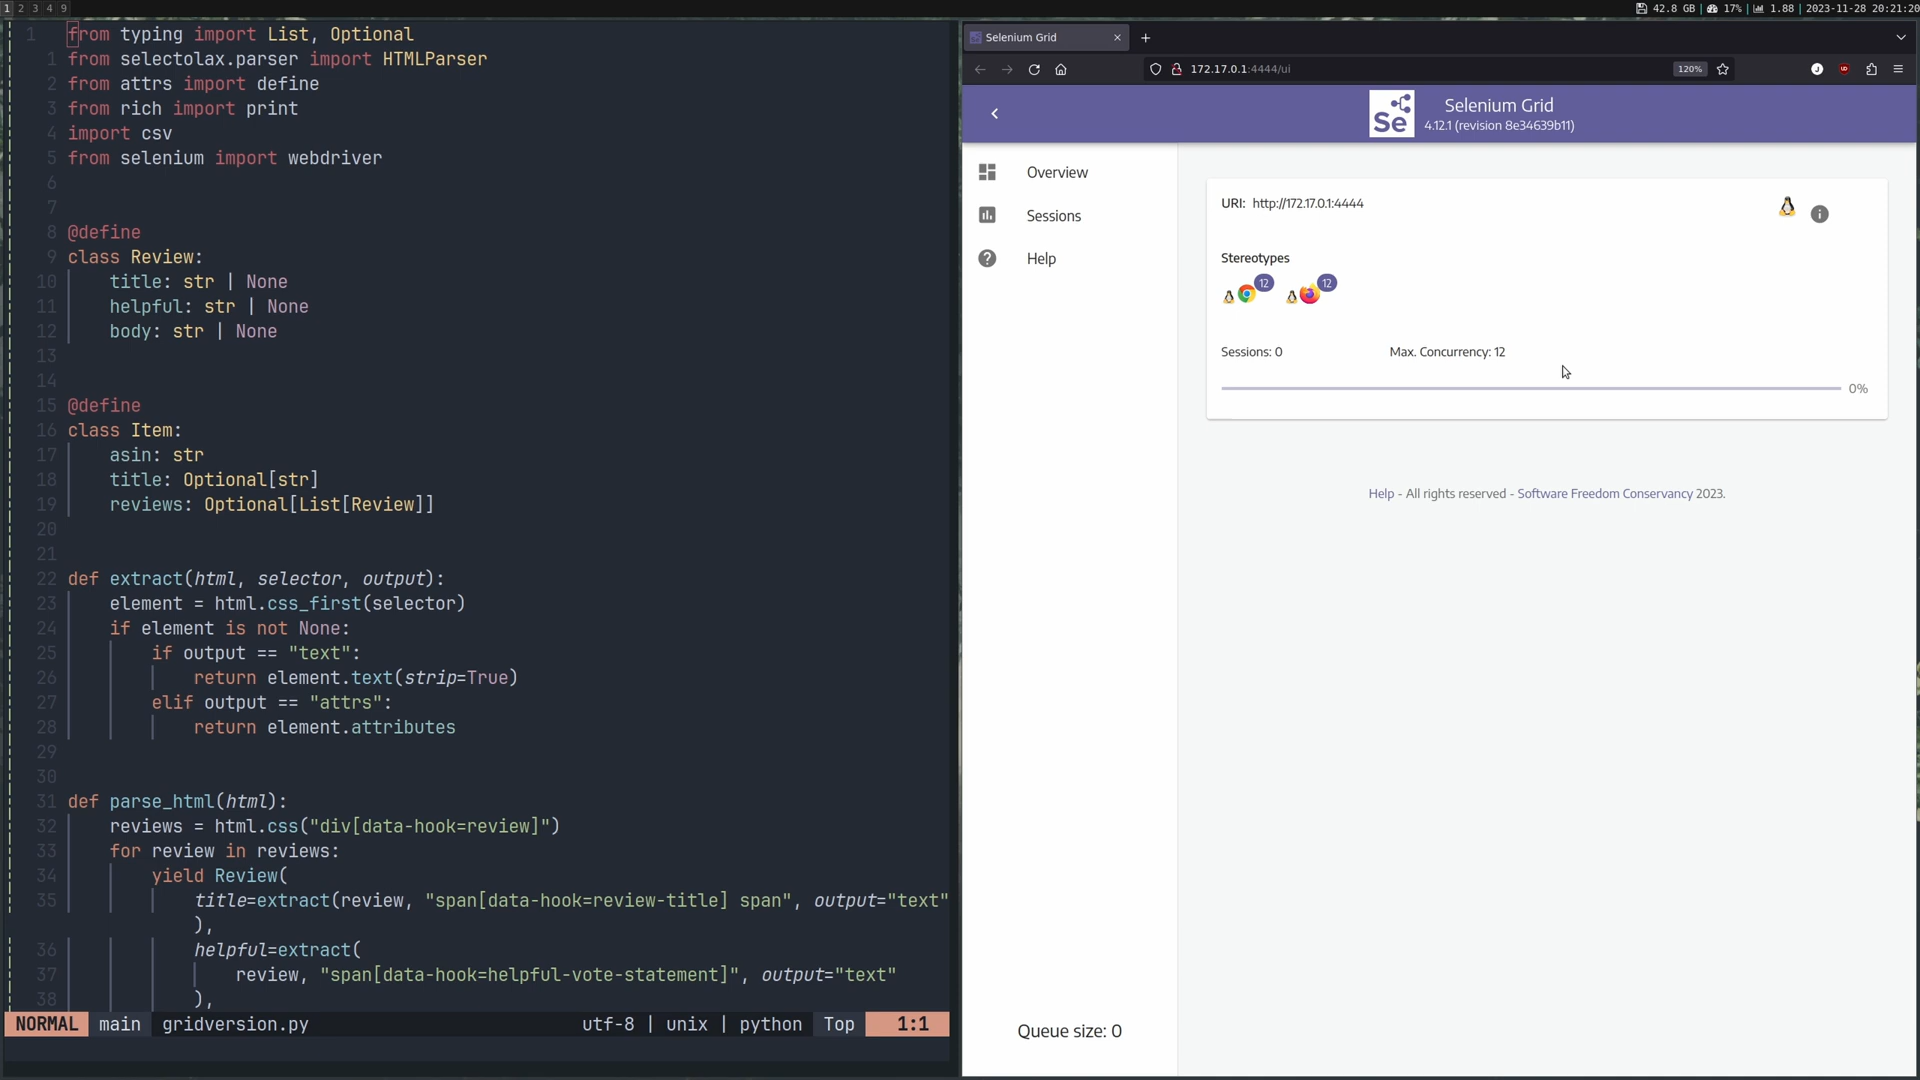 1 2 3 4 9
42.8 GB | 17% | 1.88 | 2023-11-28 20:21:20
1 from typing import List, Optional
1 from selectolax.parser import HTMLParser
2 from attrs import define
3 from rich import print
4 import csv
5 from selenium import webdriver
6
7
8 @define
9 class Review:
10 title: str | None
11 helpful: str | None
12 body: str | None
13
14
15 @define
16 class Item:
17 asin: str
18 title: Optional[str]
19 reviews: Optional[List[Review]]
20
21
22 def extract(html, selector, output):
23 element = html.css_first(selector)
24 if element is not None:
25 if output == "text":
26 return element.text(strip=True)
27 elif output == "attrs":
28 return element.attributes
29
30
31 def parse_html(html):
32 reviews = html.css("div[data-hook=review]")
33 for review in reviews:
34 yield Review(
35 title=extract(review, "span[data-hook=review-title] span", output="text"
),
36 helpful=extract(
37 review, "span[data-hook=helpful-vote-statement]", output="text"
38 ),
NORMAL main gridversion.py utf-8 | unix | python Top 1:1
Selenium Grid
172.17.0.1:4444/ui 120%
Se
Selenium Grid
4.12.1 (revision 8e34639b11)
Overview
Sessions
Help
URI: http://172.17.0.1:4444
Stereotypes
12 12
Sessions: 0 Max. Concurrency: 12
0%
Help - All rights reserved - Software Freedom Conservancy 2023.
Queue size: 0